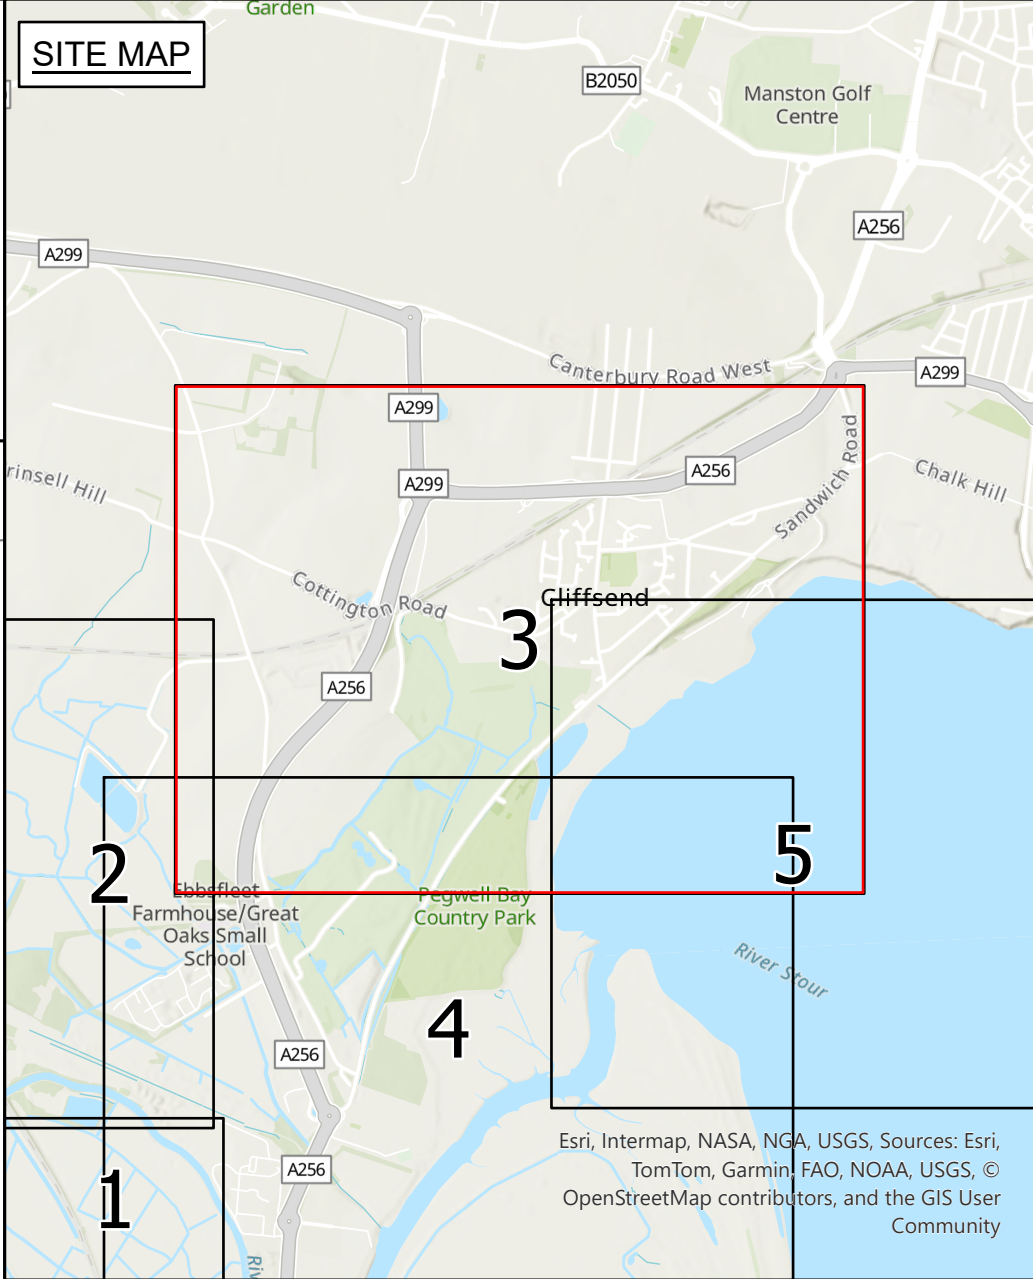 Garden
SITE MAP
B2050
Manston Golf
Centre
A256
A299
Canterbury Road West
A299
A299
A256
A299
Sandwich Road
Chalk Hill
rinsell Hill
Cottington Road
Cliffsend
3
A256
5
2
Ebbsfleet
Farmhouse/Great
Oaks Small
School
Pegwell Bay
Country Park
River Stour
4
A256
A256
1
Riv
Esri, Intermap, NASA, NGA, USGS, Sources: Esri,
TomTom, Garmin, FAO, NOAA, USGS, ©
OpenStreetMap contributors, and the GIS User
Community